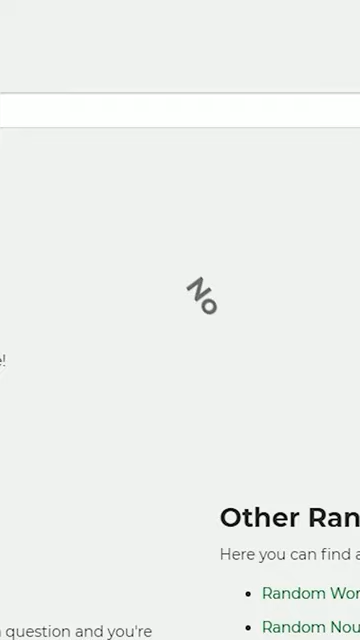 No
e!
Other Ran
Here you can find a
Random Wor
Random Nou
question and you're